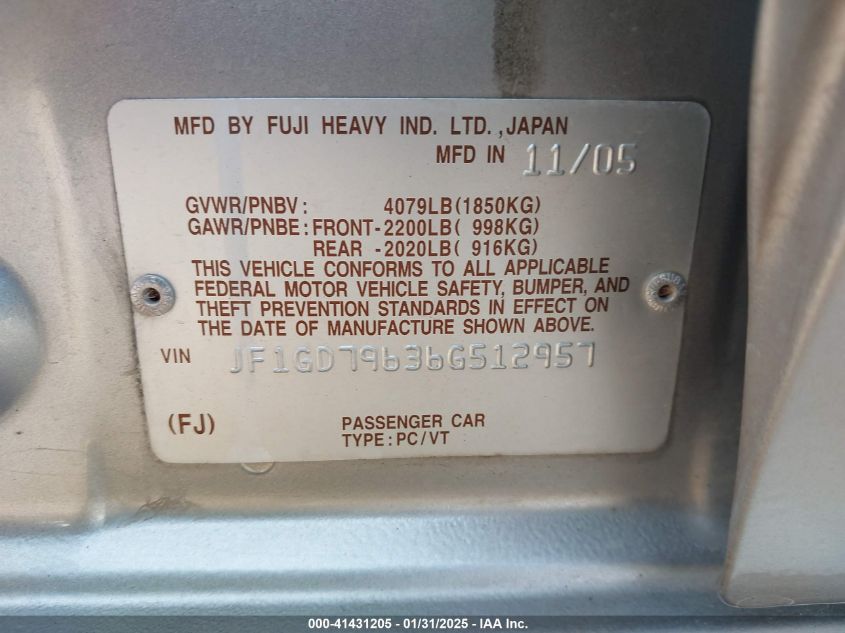 MFD BY FUJI HEAVY IND. LTD., JAPAN
MFD IN 11/05
GVWR/PNBV: 4079LB(1850KG)
GAWR/PNBE: FRONT-2200LB( 998KG)
REAR -2020LB( 916KG)
THIS VEHICLE CONFORMS TO ALL APPLICABLE
FEDERAL MOTOR VEHICLE SAFETY, BUMPER, AND
THEFT PREVENTION STANDARDS IN EFFECT ON
THE DATE OF MANUFACTURE SHOWN ABOVE.
VIN JF1GD79636G512957
(FJ) PASSENGER CAR
TYPE: PC/VT
000-41431205 - 01/31/2025 - IAA Inc.